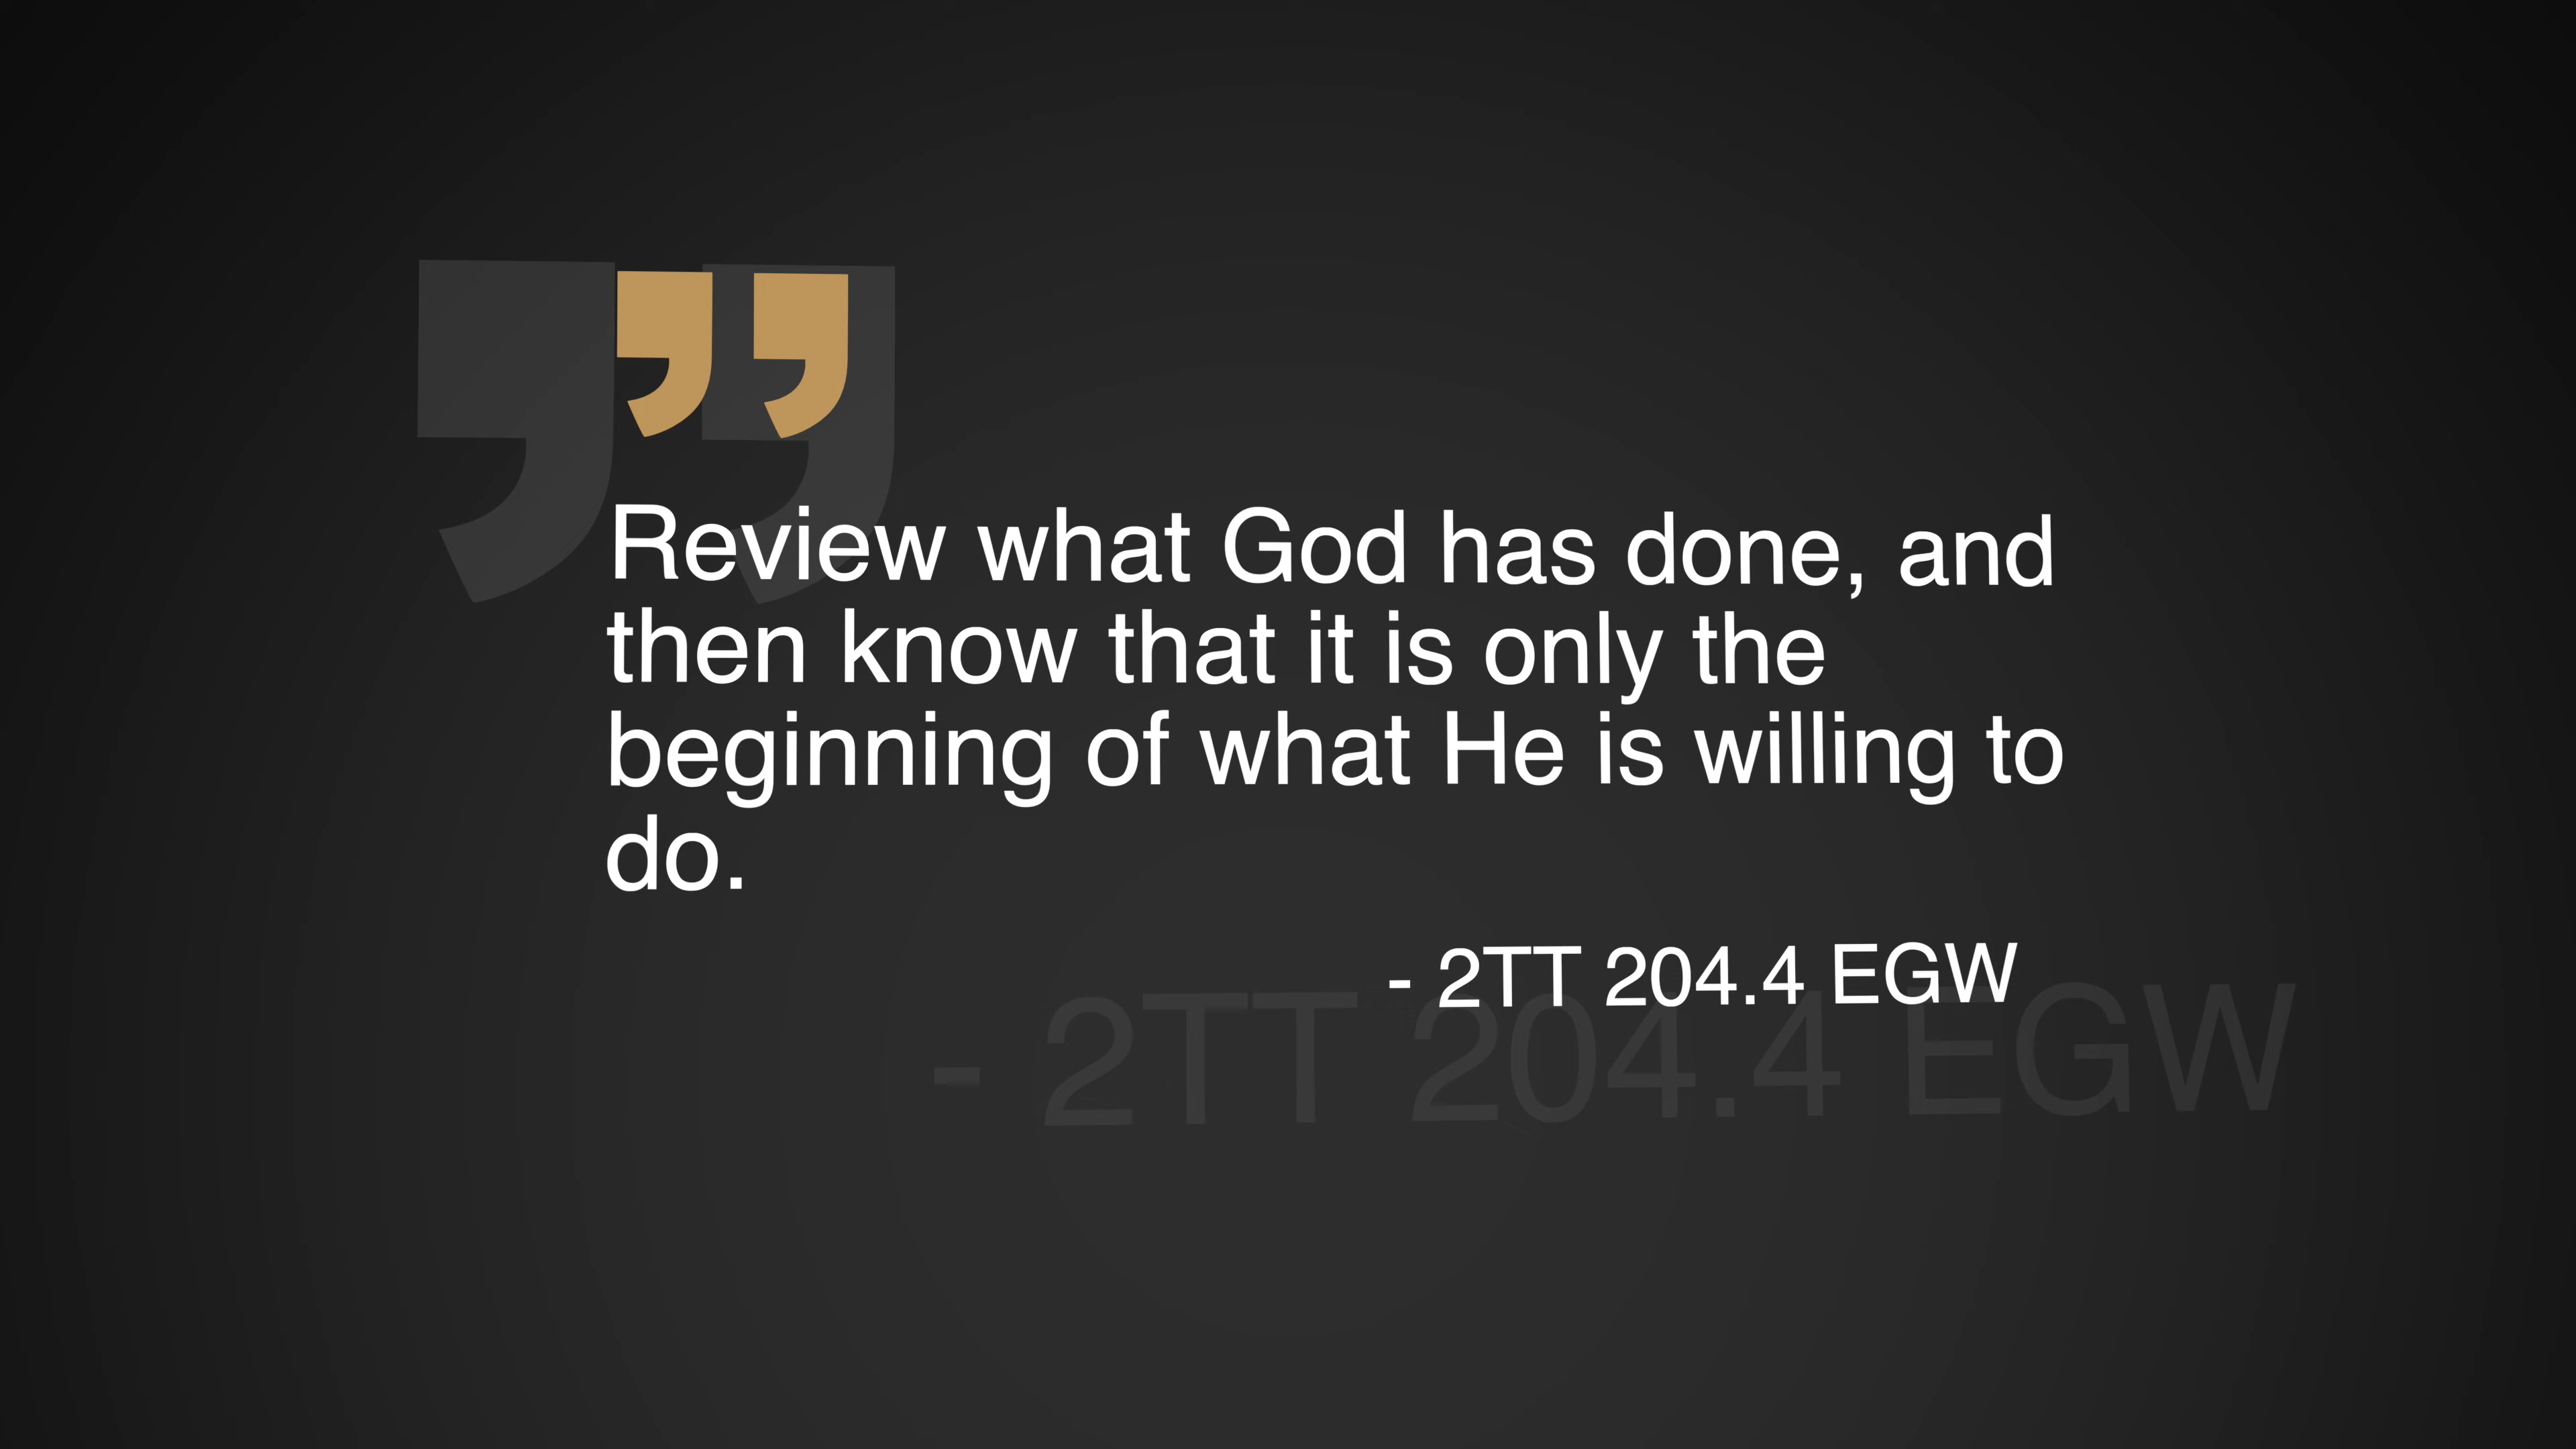 ”
Review what God has done, and
then know that it is only the
beginning of what He is willing to
do.
- 2TT 204.4 EGW
- 2TT 204.4 EGW